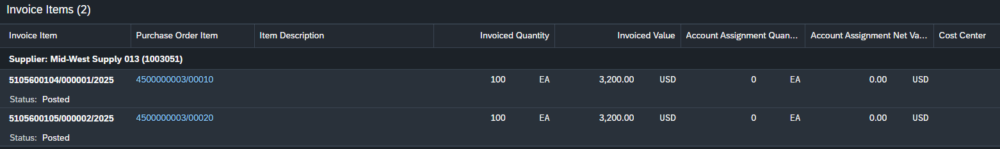 Invoice Items (2)
Invoice Item Purchase Order Item Item Description Invoiced Quantity Invoiced Value Account Assignment Quan... Account Assignment Net Va... Cost Center
Supplier: Mid-West Supply 013 (1003051)
5105600104/000001/2025 4500000003/00010 100 EA 3,200.00 USD 0 EA 0.00 USD
Status: Posted
5105600105/000002/2025 4500000003/00020 100 EA 3,200.00 USD 0 EA 0.00 USD
Status: Posted